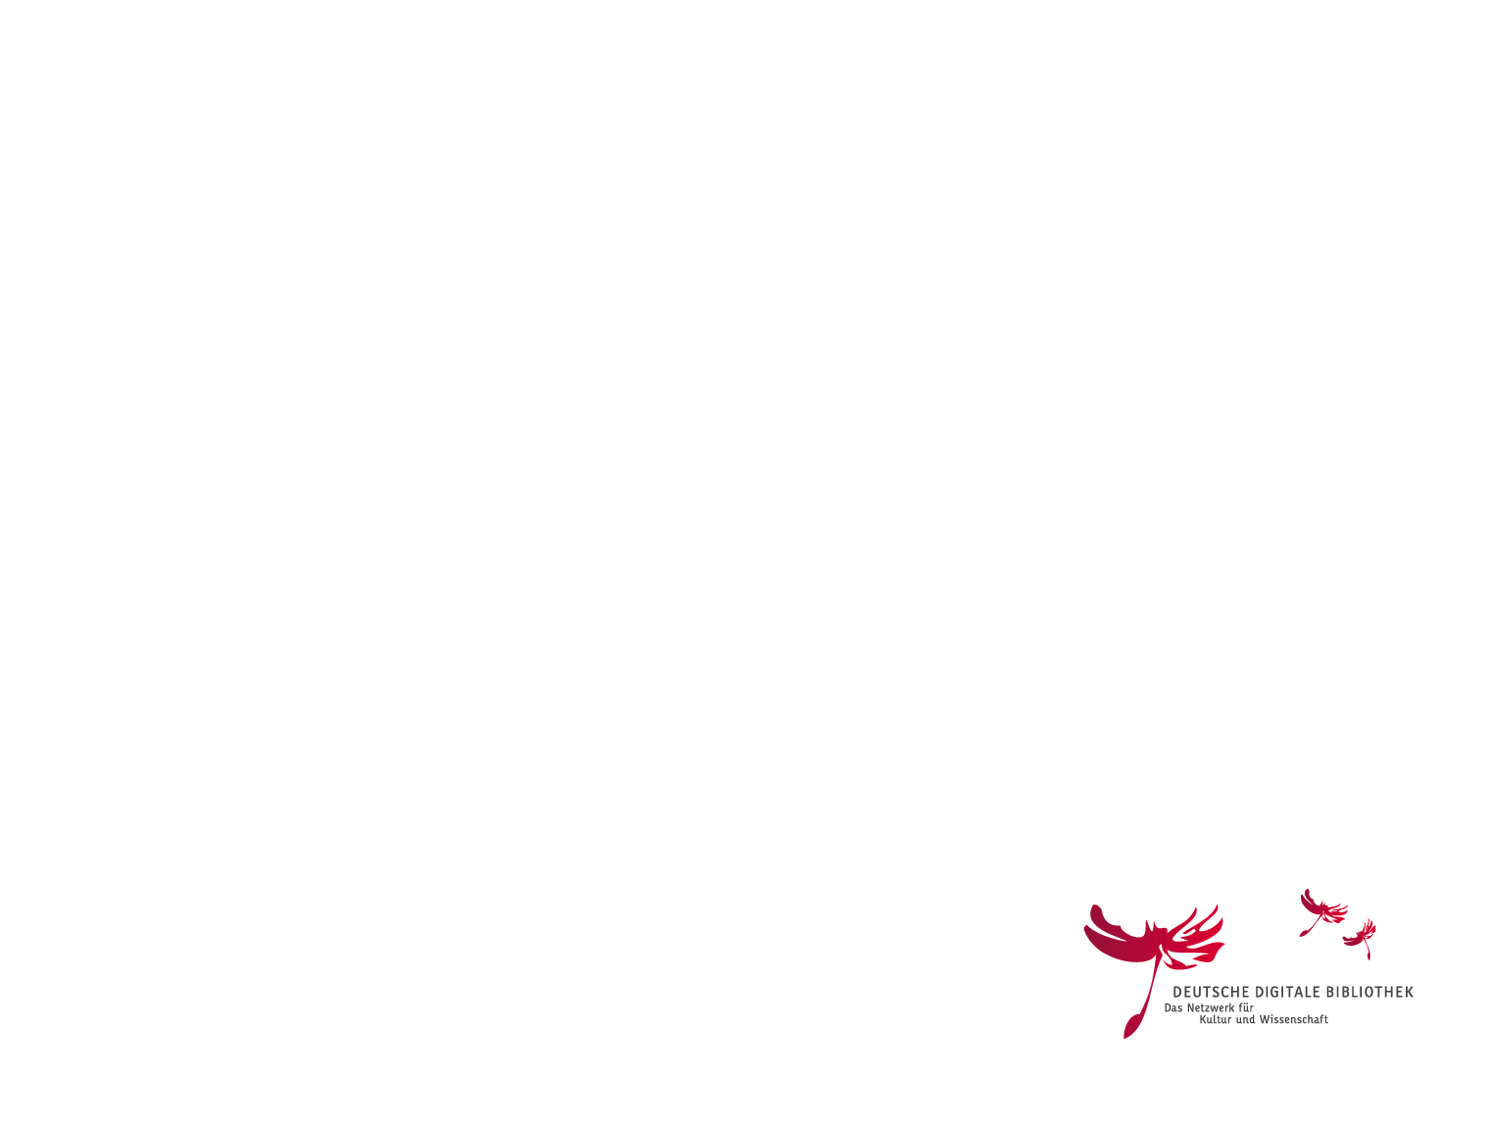 DEUTSCHE DIGITALE BIBLIOTHEK
Das Netzwerk für
Kultur und Wissenschaft